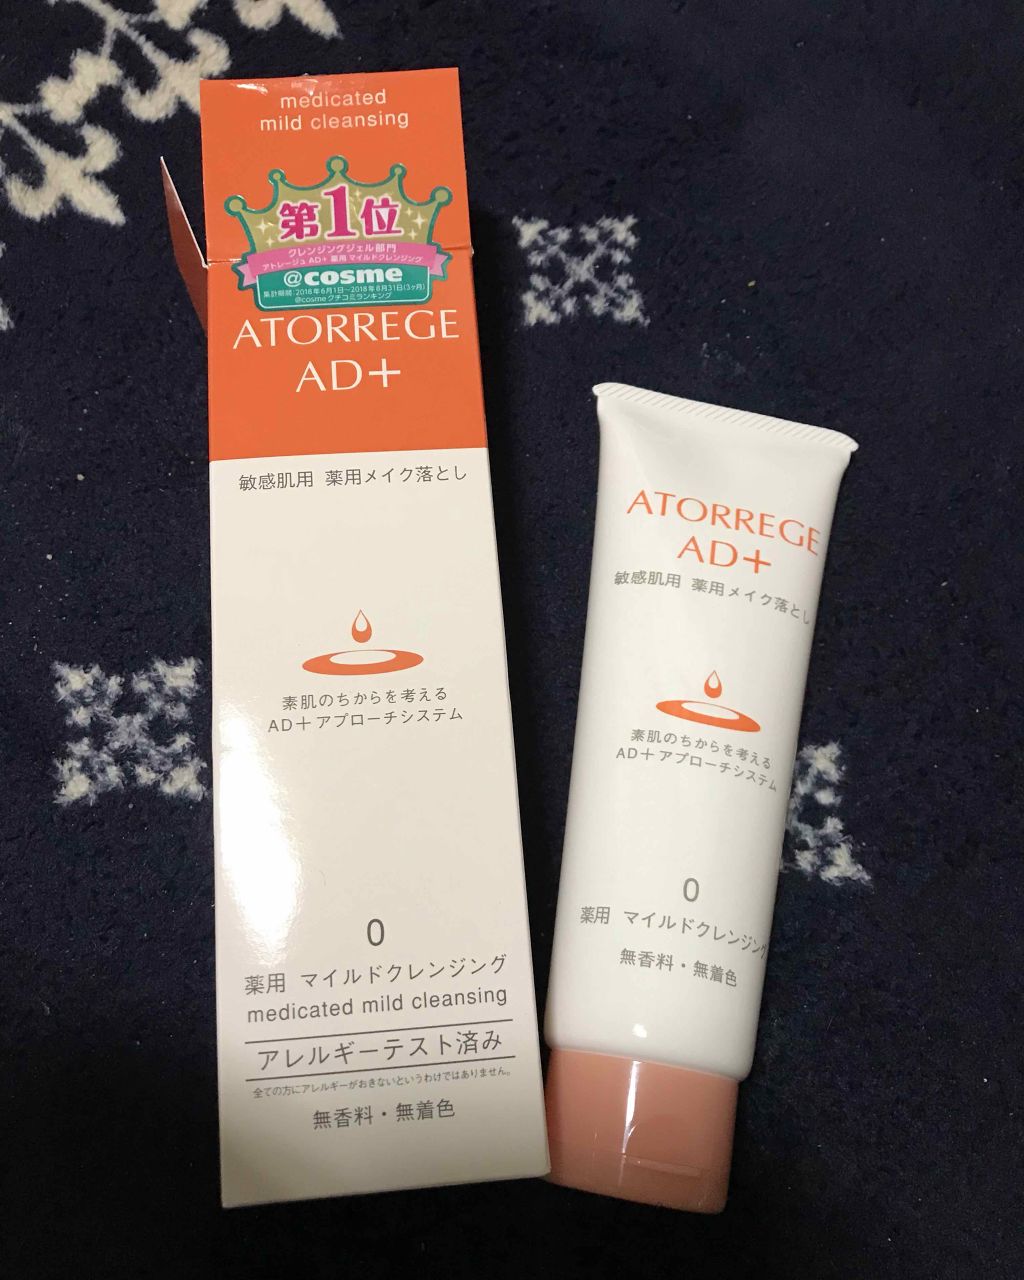 medicated
mild cleansing
第1位
クレンジングジェル部門
アトレージュ AD+ 薬用 マイルドクレンジング
@cosme
集計期間：2018年6月1日～2018年8月31日(3ヶ月)
@cosmeクチコミランキング
ATORREGE
AD+
敏感肌用 薬用メイク落とし
素肌のちからを考える
AD+アプローチシステム
0
薬用 マイルドクレンジング
medicated mild cleansing
アレルギーテスト済み
全ての方にアレルギーがおきないというわけではありません。
無香料・無着色
ATORREGE
AD+
敏感肌用 薬用メイク落とし
素肌のちからを考える
AD+アプローチシステム
0
薬用 マイルドクレンジング
無香料・無着色